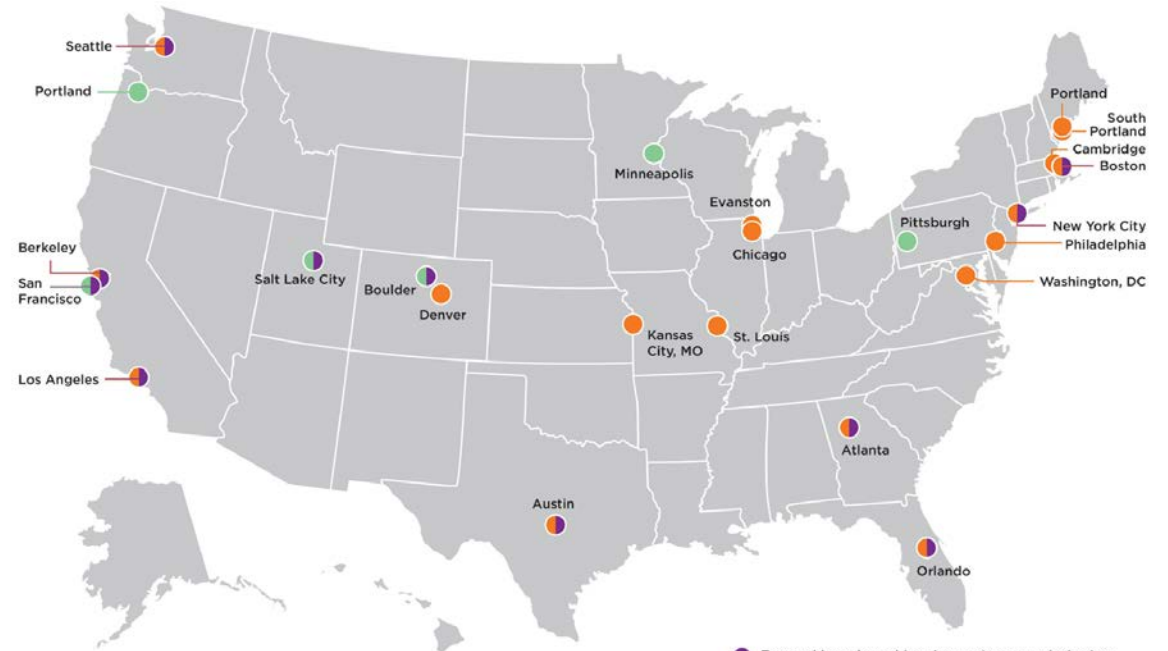 Seattle
Portland
Portland
South
Portland
Cambridge
Boston
Minneapolis
Evanston
Chicago
Pittsburgh
New York City
Philadelphia
Washington, DC
Berkeley
San
Francisco
Salt Lake City
Boulder
Denver
Kansas
City, MO
St. Louis
Los Angeles
Atlanta
Austin
Orlando